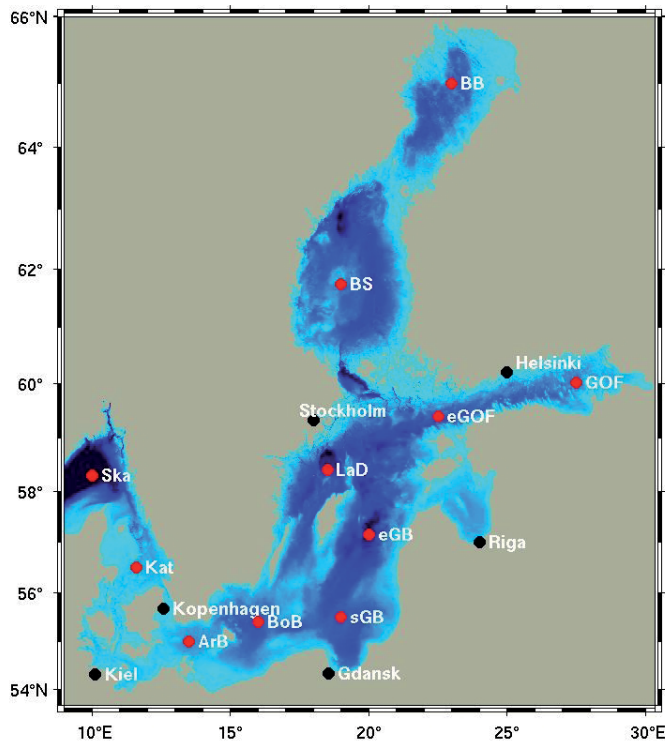 66°N
BB
64°
62°
BS
Helsinki
60°
GOF
Stockholm
eGOF
LaD
Ska
58°
eGB
Riga
Kat
56°
Kopenhagen
BoB
sGB
ArB
Kiel
Gdansk
54°N
10°E
15°
20°
25°
30°E